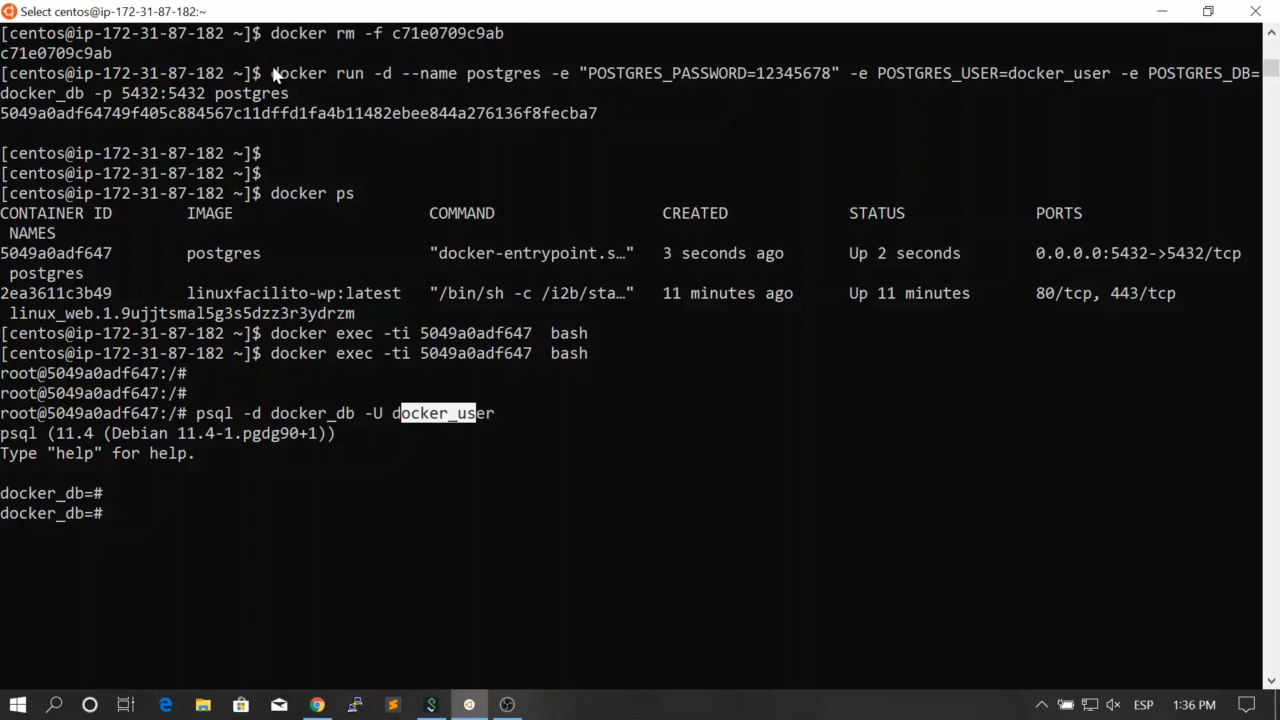 Select centos@ip-172-31-87-182:~
[centos@ip-172-31-87-182 ~]$ docker rm -f c71e0709c9ab
c71e0709c9ab
[centos@ip-172-31-87-182 ~]$ docker run -d --name postgres -e "POSTGRES_PASSWORD=12345678" -e POSTGRES_USER=docker_user -e POSTGRES_DB=
docker_db -p 5432:5432 postgres
5049a0adf64749f405c884567c11dffd1fa4b11482ebee844a276136f8fecba7
[centos@ip-172-31-87-182 ~]$
[centos@ip-172-31-87-182 ~]$
[centos@ip-172-31-87-182 ~]$ docker ps
CONTAINER ID IMAGE COMMAND CREATED STATUS PORTS
NAMES
5049a0adf647 postgres "docker-entrypoint.s…" 3 seconds ago Up 2 seconds 0.0.0.0:5432->5432/tcp
postgres
2ea3611c3b49 linuxfacilito-wp:latest "/bin/sh -c /i2b/sta…" 11 minutes ago Up 11 minutes 80/tcp, 443/tcp
linux_web.1.9ujjtsmal5g3s5dzz3r3ydrzm
[centos@ip-172-31-87-182 ~]$ docker exec -ti 5049a0adf647  bash
[centos@ip-172-31-87-182 ~]$ docker exec -ti 5049a0adf647  bash
root@5049a0adf647:/#
root@5049a0adf647:/#
root@5049a0adf647:/# psql -d docker_db -U docker_user
psql (11.4 (Debian 11.4-1.pgdg90+1))
Type "help" for help.
docker_db=#
docker_db=#
ESP 1:36 PM